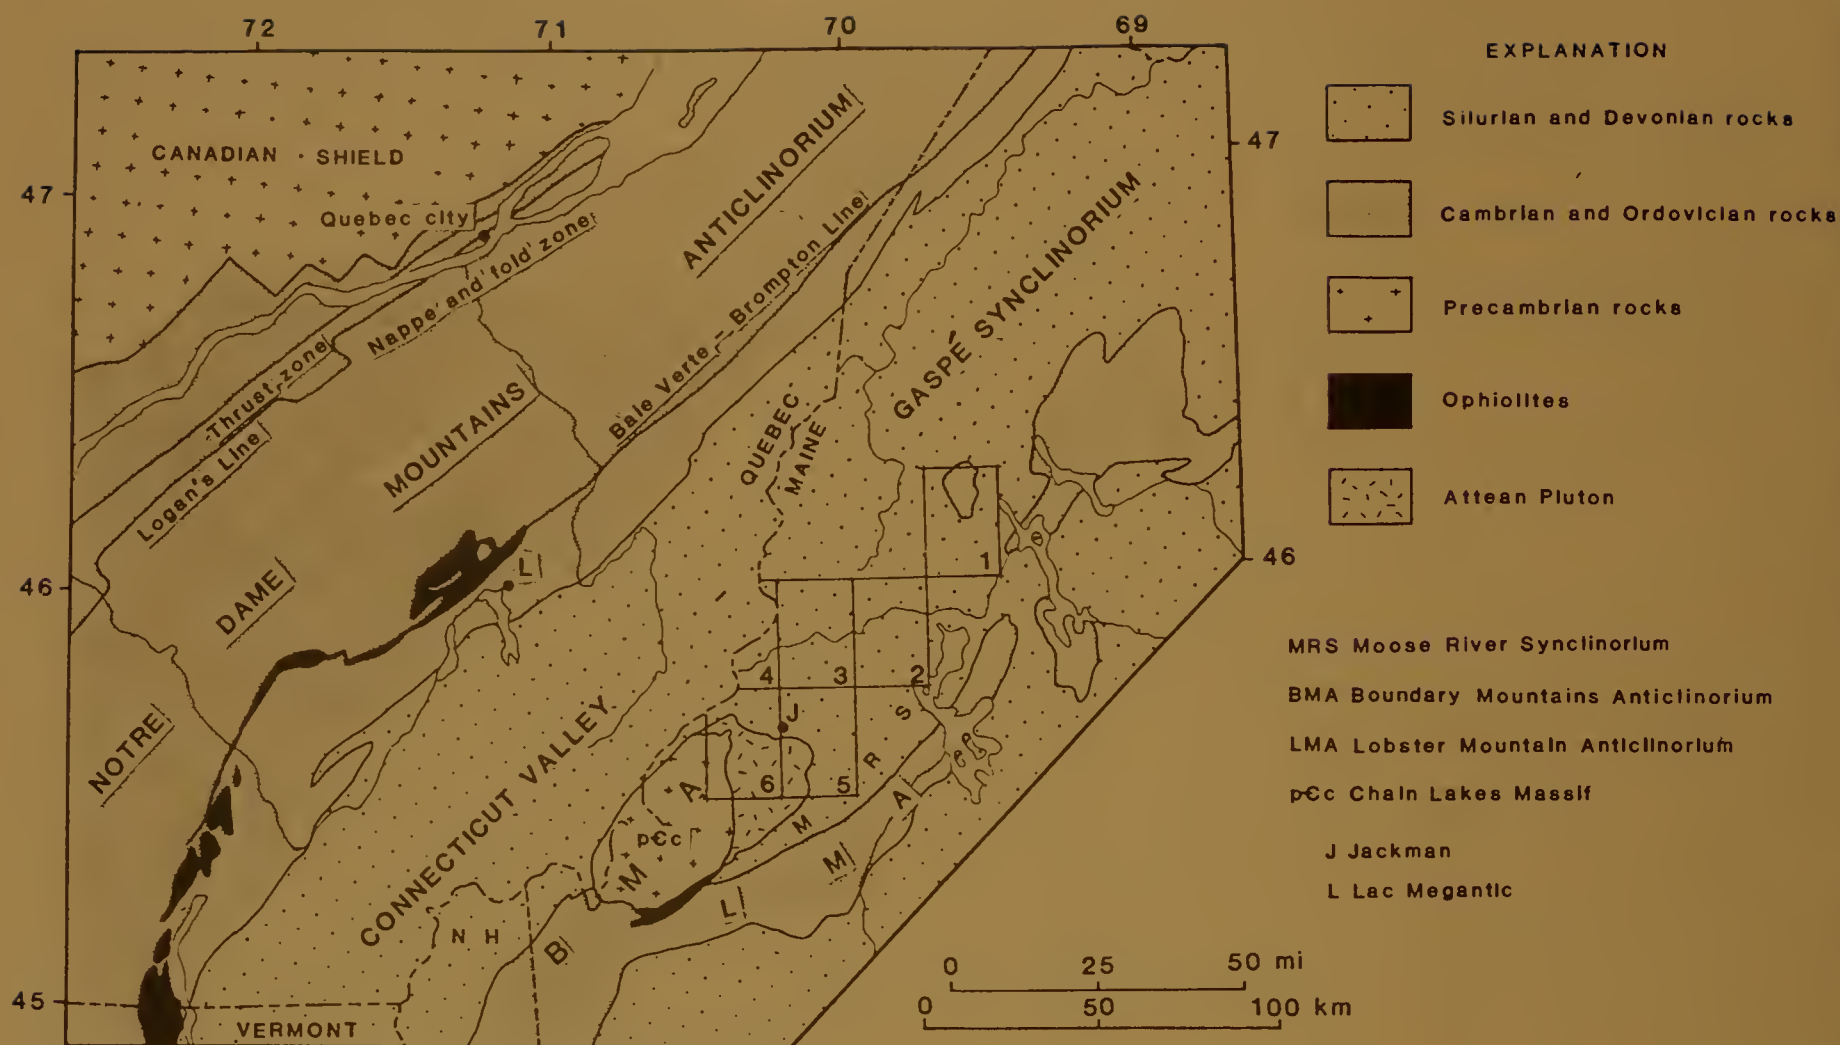 72 71 70 69
EXPLANATION
Silurian and Devonian rocks
Cambrian and Ordovician rocks
Precambrian rocks
Ophiolites
Attean Pluton
CANADIAN SHIELD
47
47
Quebec city
Nappe and fold zone
ANTICLINORIUM
Thrust zone
Logan's Line
Baie Verte - Brompton Line
GASPÉ SYNCLINORIUM
MOUNTAINS
QUEBEC
MAINE
46
46
DAME
L
1
2
3
4
J
NOTRE
CONNECTICUT VALLEY
S
R
M
6
5
A
M
B
p-Cc
A
M
L
N H
45
VERMONT
MRS Moose River Synclinorium
BMA Boundary Mountains Anticlinorium
LMA Lobster Mountain Anticlinorium
p-Cc Chain Lakes Massif
J Jackman
L Lac Megantic
0 25 50 mi
0 50 100 km